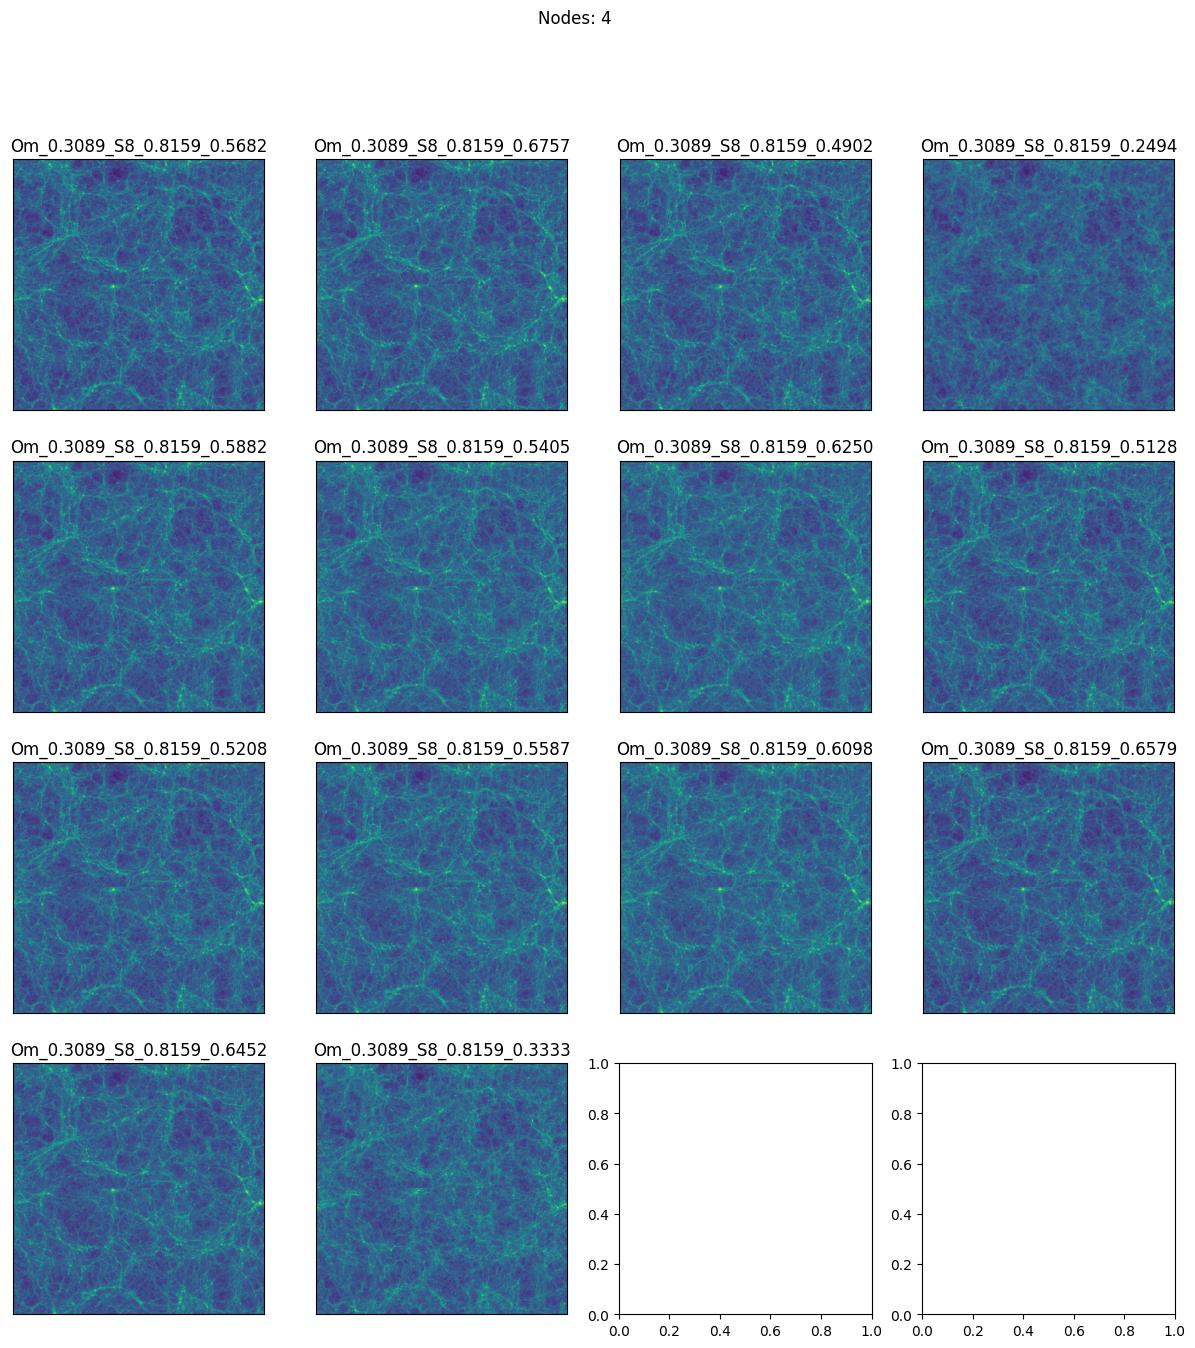 Nodes: 4
Om_0.3089_S8_0.8159_0.5682
Om_0.3089_S8_0.8159_0.6757
Om_0.3089_S8_0.8159_0.4902
Om_0.3089_S8_0.8159_0.2494
Om_0.3089_S8_0.8159_0.5882
Om_0.3089_S8_0.8159_0.5405
Om_0.3089_S8_0.8159_0.6250
Om_0.3089_S8_0.8159_0.5128
Om_0.3089_S8_0.8159_0.5208
Om_0.3089_S8_0.8159_0.5587
Om_0.3089_S8_0.8159_0.6098
Om_0.3089_S8_0.8159_0.6579
Om_0.3089_S8_0.8159_0.6452
Om_0.3089_S8_0.8159_0.3333
1.0
0.8
0.6
0.4
0.2
0.0
0.0 0.2 0.4 0.6 0.8 1.0
1.0
0.8
0.6
0.4
0.2
0.0
0.0 0.2 0.4 0.6 0.8 1.0